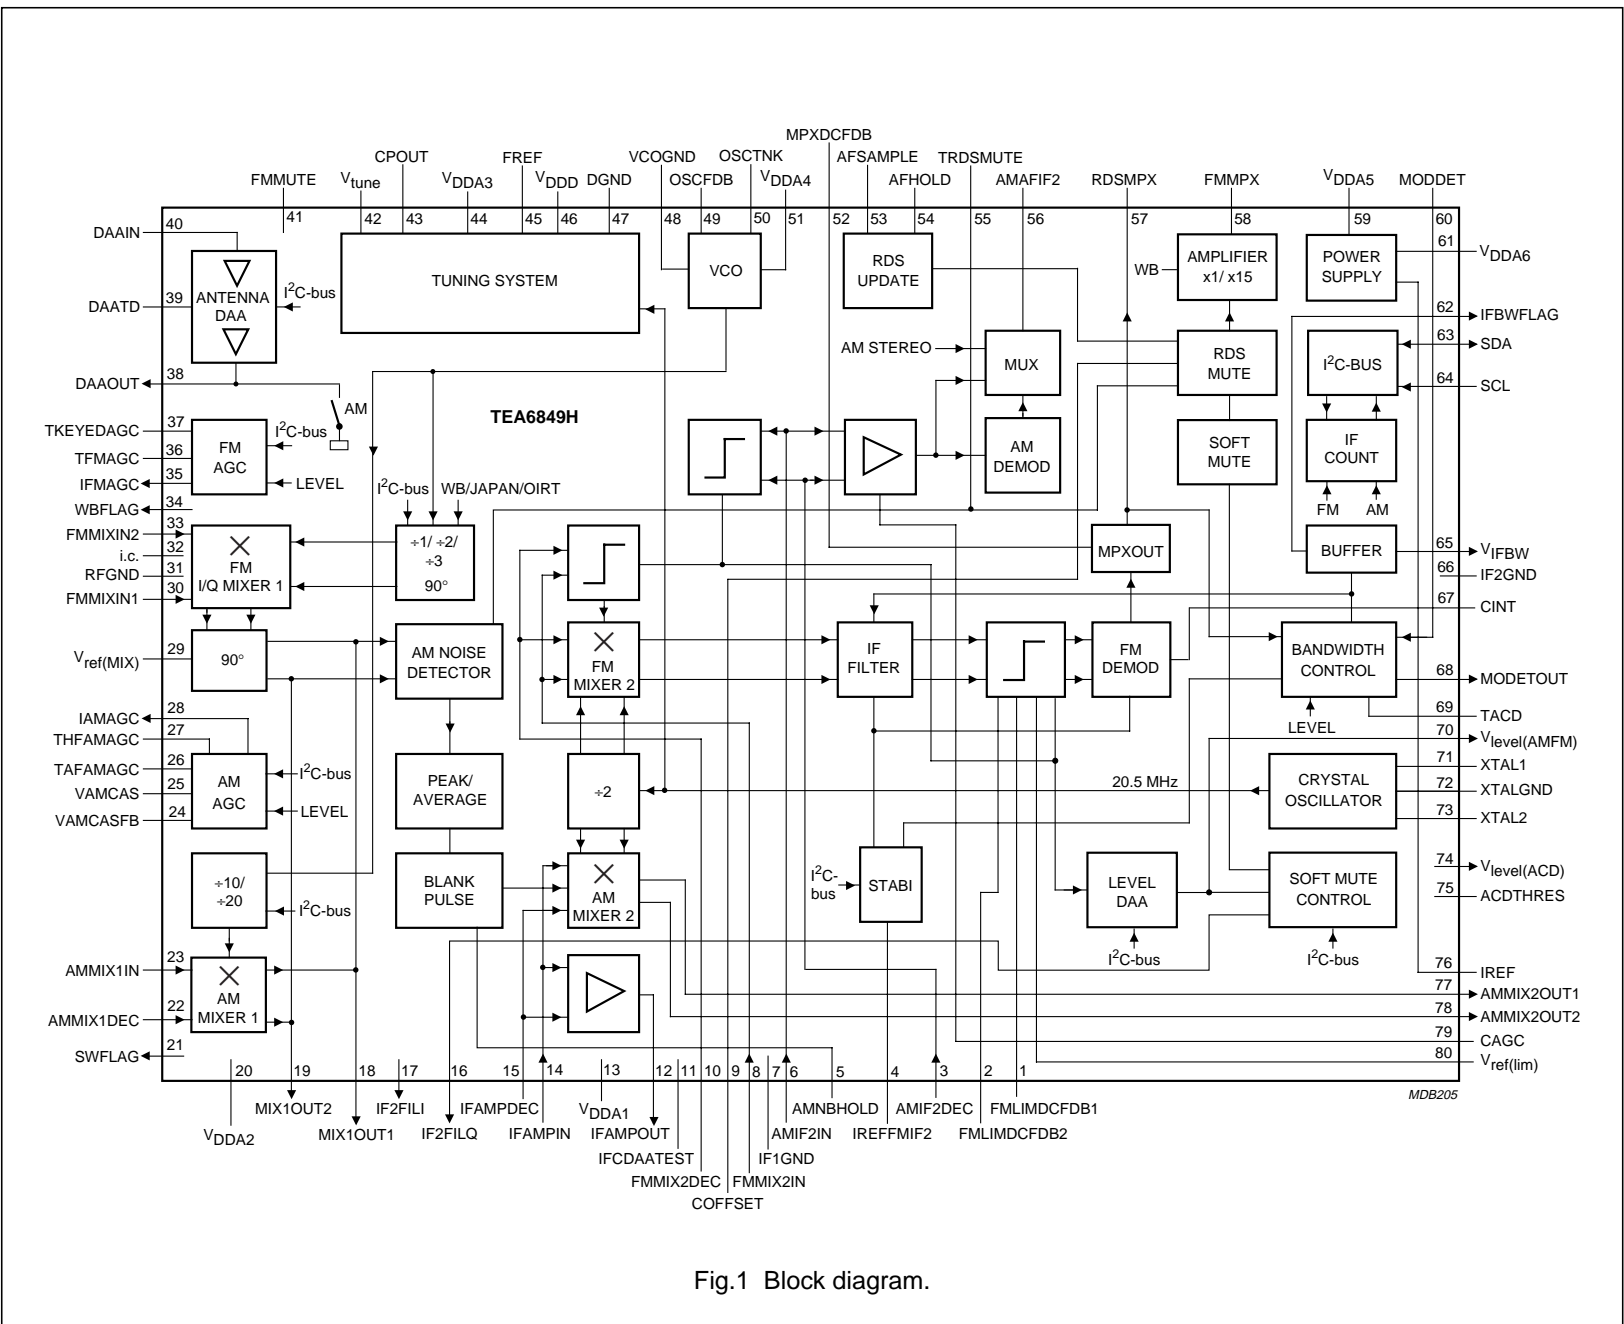 MPXDCFDB
CPOUT FREF VCOGND OSCTNK AFSAMPLE TRDSMUTE
FMMUTE Vtune VDDA3 VDDD DGND OSCFDB VDDA4 AFHOLD AMAFIF2 RDSMPX FMMPX VDDA5 MODDET
40 41 42 43 44 45 46 47 48 49 50 51 52 53 54 55 56 57 58 59 60
DAAIN
61 VDDA6
ANTENNA
DAA
I2C-bus
39 DAATD
TUNING SYSTEM
VCO
RDS
UPDATE
WB
AMPLIFIER
x1/ x15
POWER
SUPPLY
62 IFBWFLAG
63 SDA
64 SCL
I2C-BUS
AM STEREO
MUX
RDS
MUTE
DAAOUT 38
AM
TEA6849H
TKEYEDAGC 37
TFMAGC 36
IFMAGC 35
FM
AGC
I2C-bus
LEVEL
AM
DEMOD
SOFT
MUTE
IF
COUNT
FM AM
WBFLAG 34
I2C-bus WB/JAPAN/OIRT
FMMIXIN2 33
i.c. 32
RFGND 31
FMMIXIN1 30
FM
I/Q MIXER 1
÷1/ ÷2/
÷3
90°
MPXOUT
BUFFER
65 VIFBW
66 IF2GND
67 CINT
Vref(MIX) 29
90°
AM NOISE
DETECTOR
FM
MIXER 2
IF
FILTER
FM
DEMOD
BANDWIDTH
CONTROL
LEVEL
68 MODETOUT
69 TACD
70 Vlevel(AMFM)
IAMAGC 28
THFAMAGC 27
TAFAMAGC 26
VAMCAS 25
VAMCASFB 24
AM
AGC
I2C-bus
LEVEL
PEAK/
AVERAGE
÷2
20.5 MHz
CRYSTAL
OSCILLATOR
71 XTAL1
72 XTALGND
73 XTAL2
÷10/
÷20
I2C-bus
BLANK
PULSE
AM
MIXER 2
I2C-
bus
STABI
LEVEL
DAA
I2C-bus
SOFT MUTE
CONTROL
I2C-bus
74 Vlevel(ACD)
75 ACDTHRES
AMMIX1IN 23
AMMIX1DEC 22
AM
MIXER 1
76 IREF
77 AMMIX2OUT1
78 AMMIX2OUT2
79 CAGC
80 Vref(lim)
SWFLAG 21
20 19 18 17 16 15 14 13 12 11 10 9 8 7 6 5 4 3 2 1
MDB205
MIX1OUT2 IF2FILI IFAMPDEC VDDA1 AMNBHOLD AMIF2DEC FMLIMDCFDB1
VDDA2 MIX1OUT1 IF2FILQ IFAMPIN IFAMPOUT AMIF2IN IREFFMIF2 FMLIMDCFDB2
IFCDAATEST IF1GND
FMMIX2DEC FMMIX2IN
COFFSET
Fig.1 Block diagram.